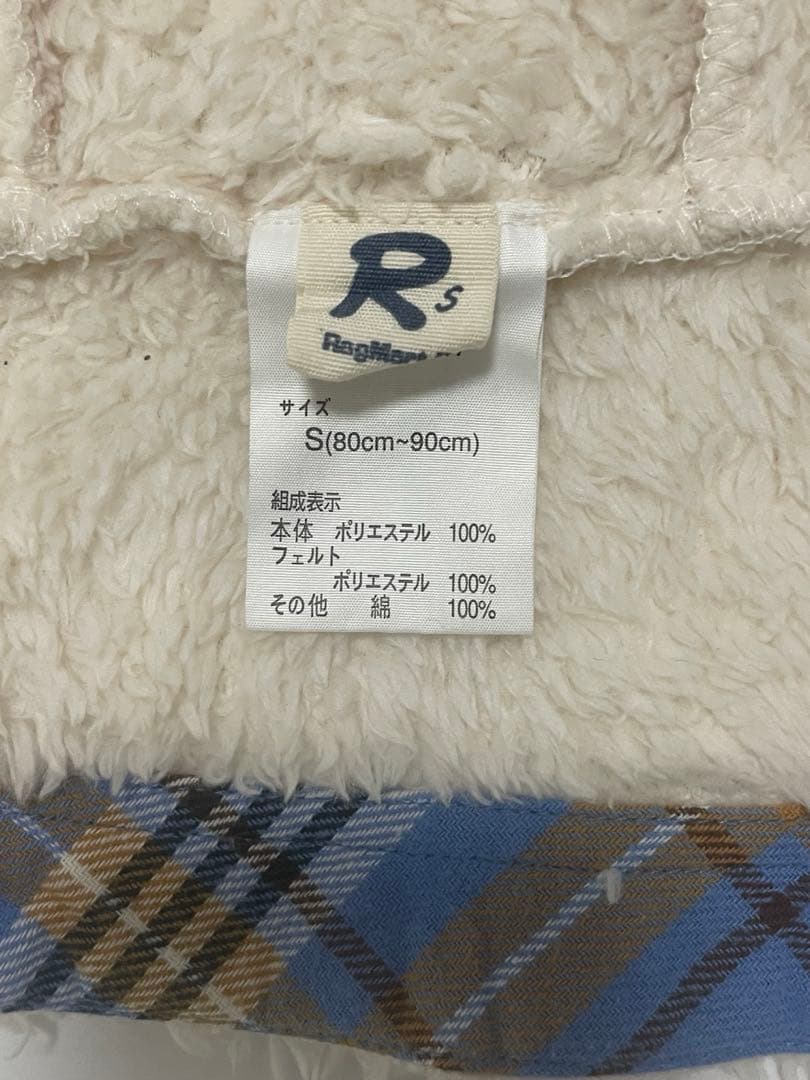 R s
RagMart
サイズ
S(80cm~90cm)
組成表示
本体 ポリエステル 100%
フェルト
ポリエステル 100%
その他 綿 100%